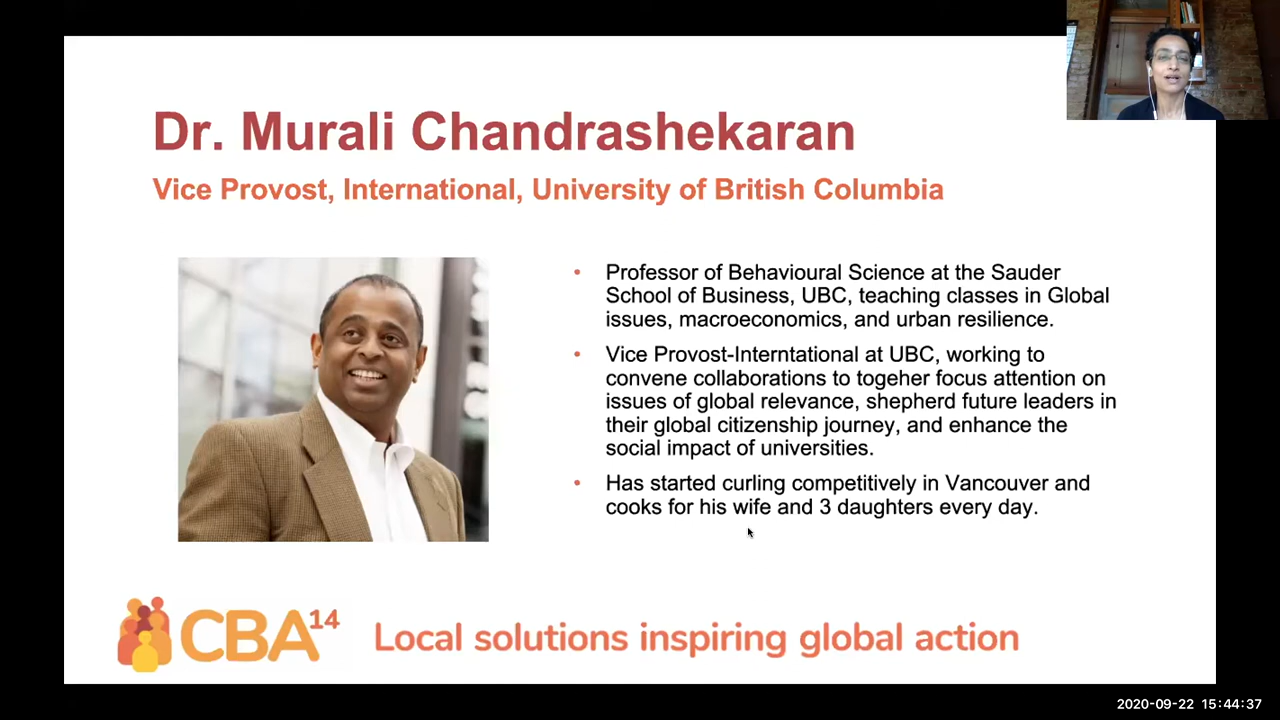 Dr. Murali Chandrashekaran
Vice Provost, International, University of British Columbia
• Professor of Behavioural Science at the Sauder
School of Business, UBC, teaching classes in Global
issues, macroeconomics, and urban resilience.
• Vice Provost-Interntational at UBC, working to
convene collaborations to togeher focus attention on
issues of global relevance, shepherd future leaders in
their global citizenship journey, and enhance the
social impact of universities.
• Has started curling competitively in Vancouver and
cooks for his wife and 3 daughters every day.
CBA14 Local solutions inspiring global action
2020-09-22 15:44:37